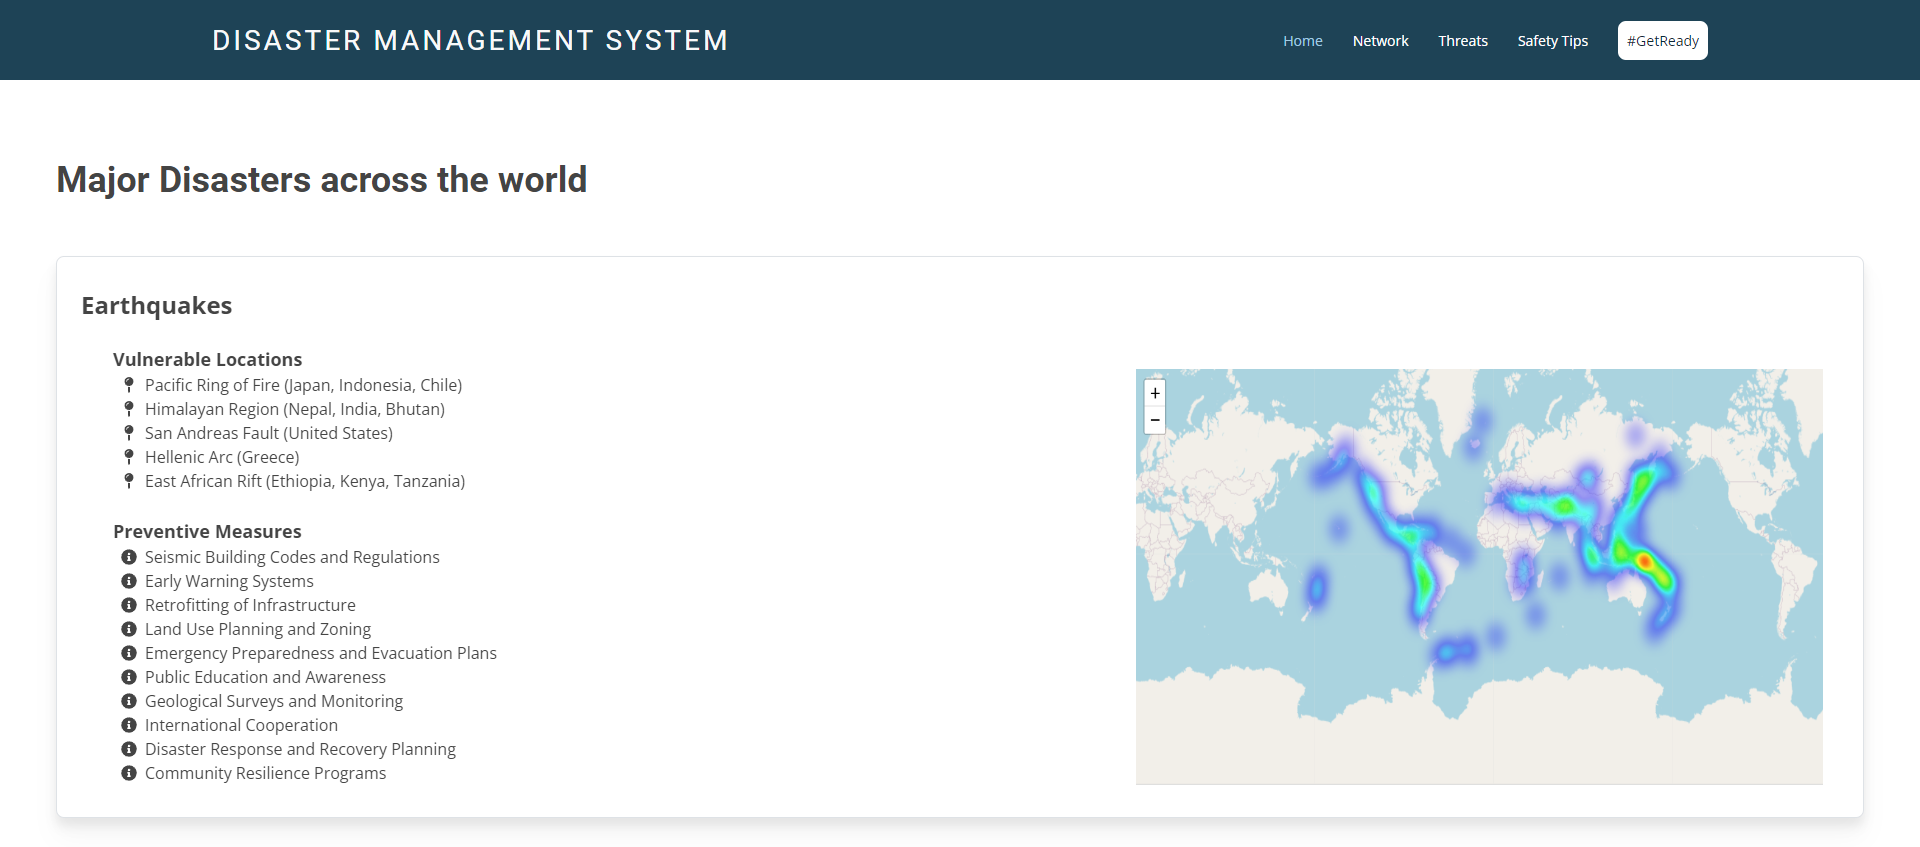 DISASTER MANAGEMENT SYSTEM
Home Network Threats Safety Tips #GetReady
Major Disasters across the world
Earthquakes
Vulnerable Locations
Pacific Ring of Fire (Japan, Indonesia, Chile)
Himalayan Region (Nepal, India, Bhutan)
San Andreas Fault (United States)
Hellenic Arc (Greece)
East African Rift (Ethiopia, Kenya, Tanzania)
Preventive Measures
Seismic Building Codes and Regulations
Early Warning Systems
Retrofitting of Infrastructure
Land Use Planning and Zoning
Emergency Preparedness and Evacuation Plans
Public Education and Awareness
Geological Surveys and Monitoring
International Cooperation
Disaster Response and Recovery Planning
Community Resilience Programs
+
−